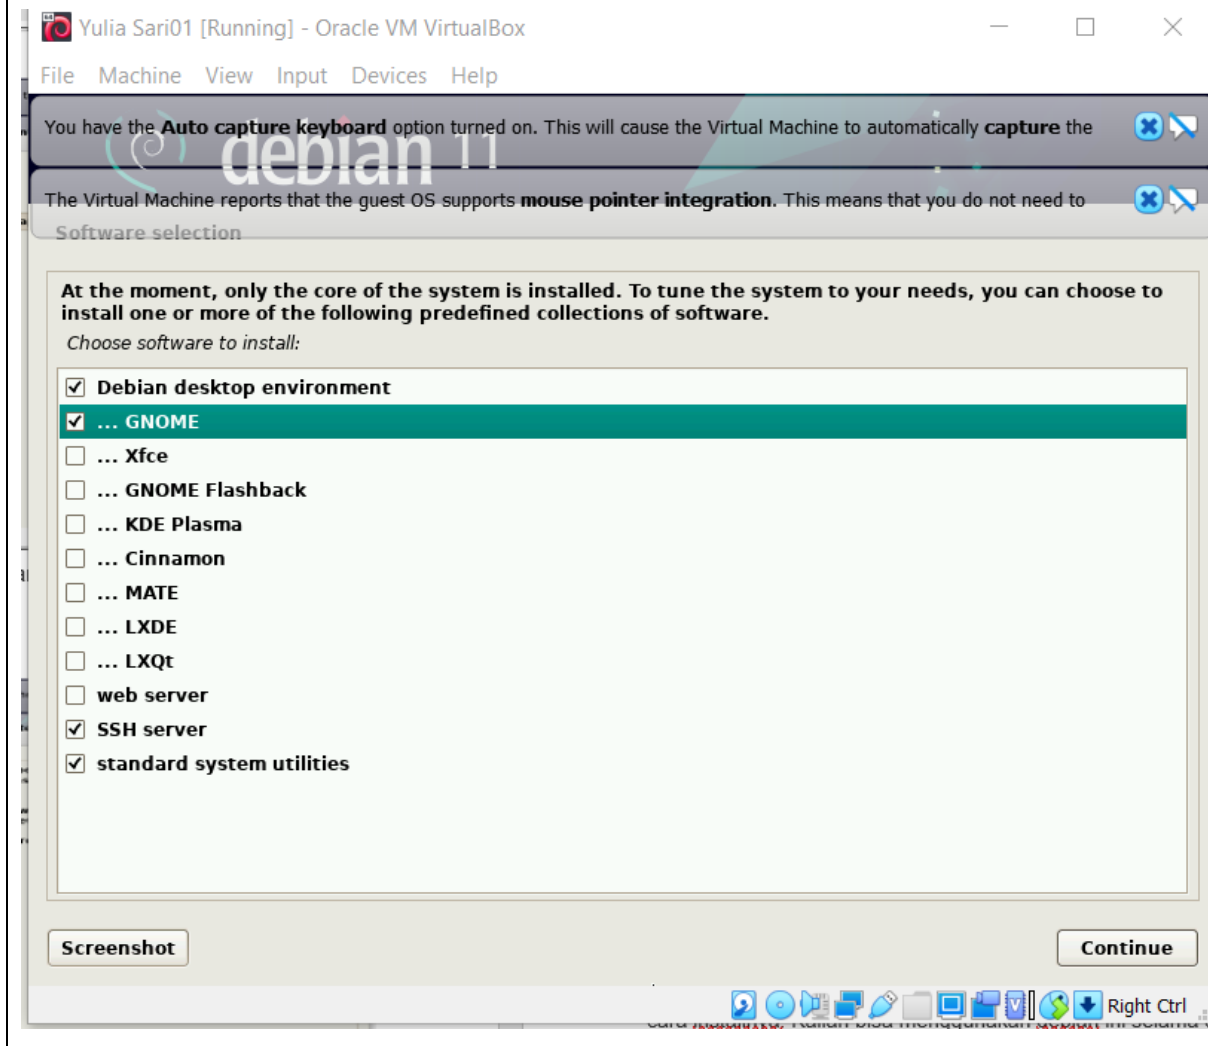 Yulia Sari01 [Running] - Oracle VM VirtualBox
File Machine View Input Devices Help
You have the Auto capture keyboard option turned on. This will cause the Virtual Machine to automatically capture the
debian 11
The Virtual Machine reports that the guest OS supports mouse pointer integration. This means that you do not need to
Software selection
At the moment, only the core of the system is installed. To tune the system to your needs, you can choose to
install one or more of the following predefined collections of software.
Choose software to install:
Debian desktop environment
... GNOME
... Xfce
... GNOME Flashback
... KDE Plasma
... Cinnamon
... MATE
... LXDE
... LXQt
web server
SSH server
standard system utilities
Screenshot
Continue
Right Ctrl
Kalian bisa menggunakan debian ini selama